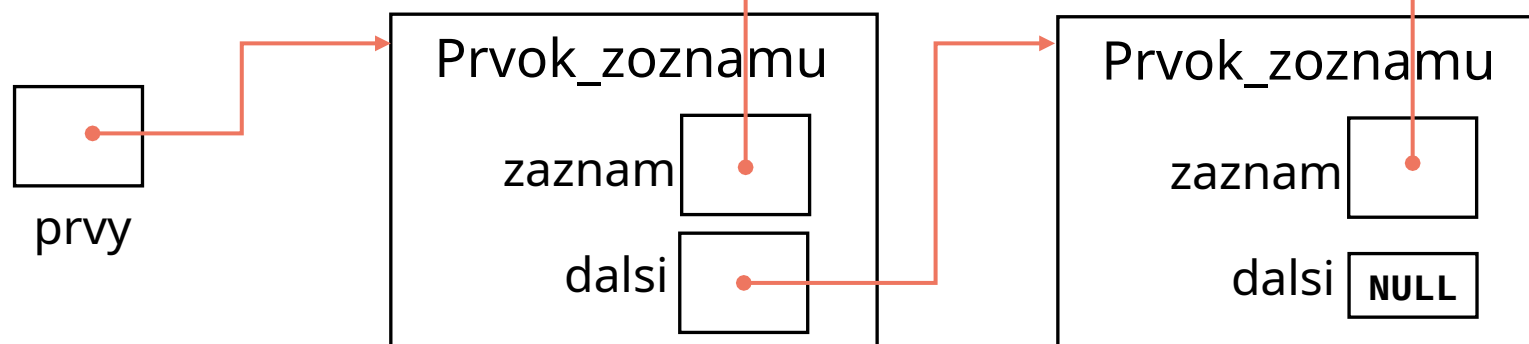 prvy
Prvok_zoznamu
zaznam
dalsi
Prvok_zoznamu
zaznam
dalsi
NULL